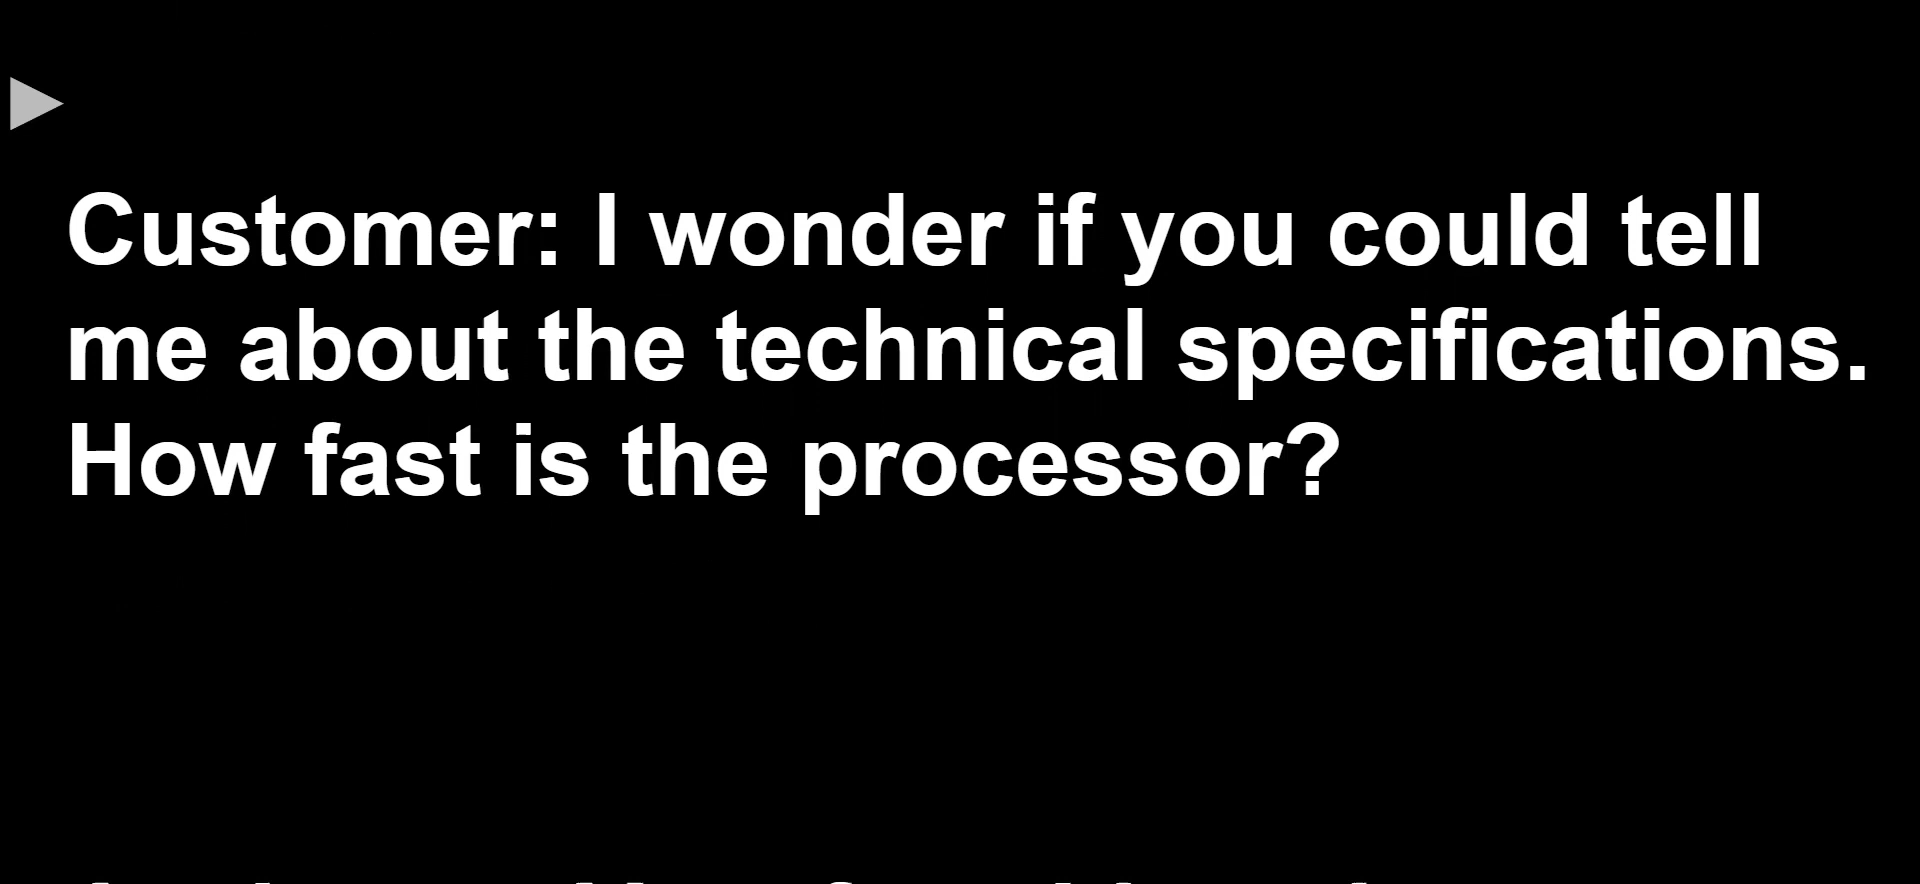 Customer: I wonder if you could tell
me about the technical specifications.
How fast is the processor?